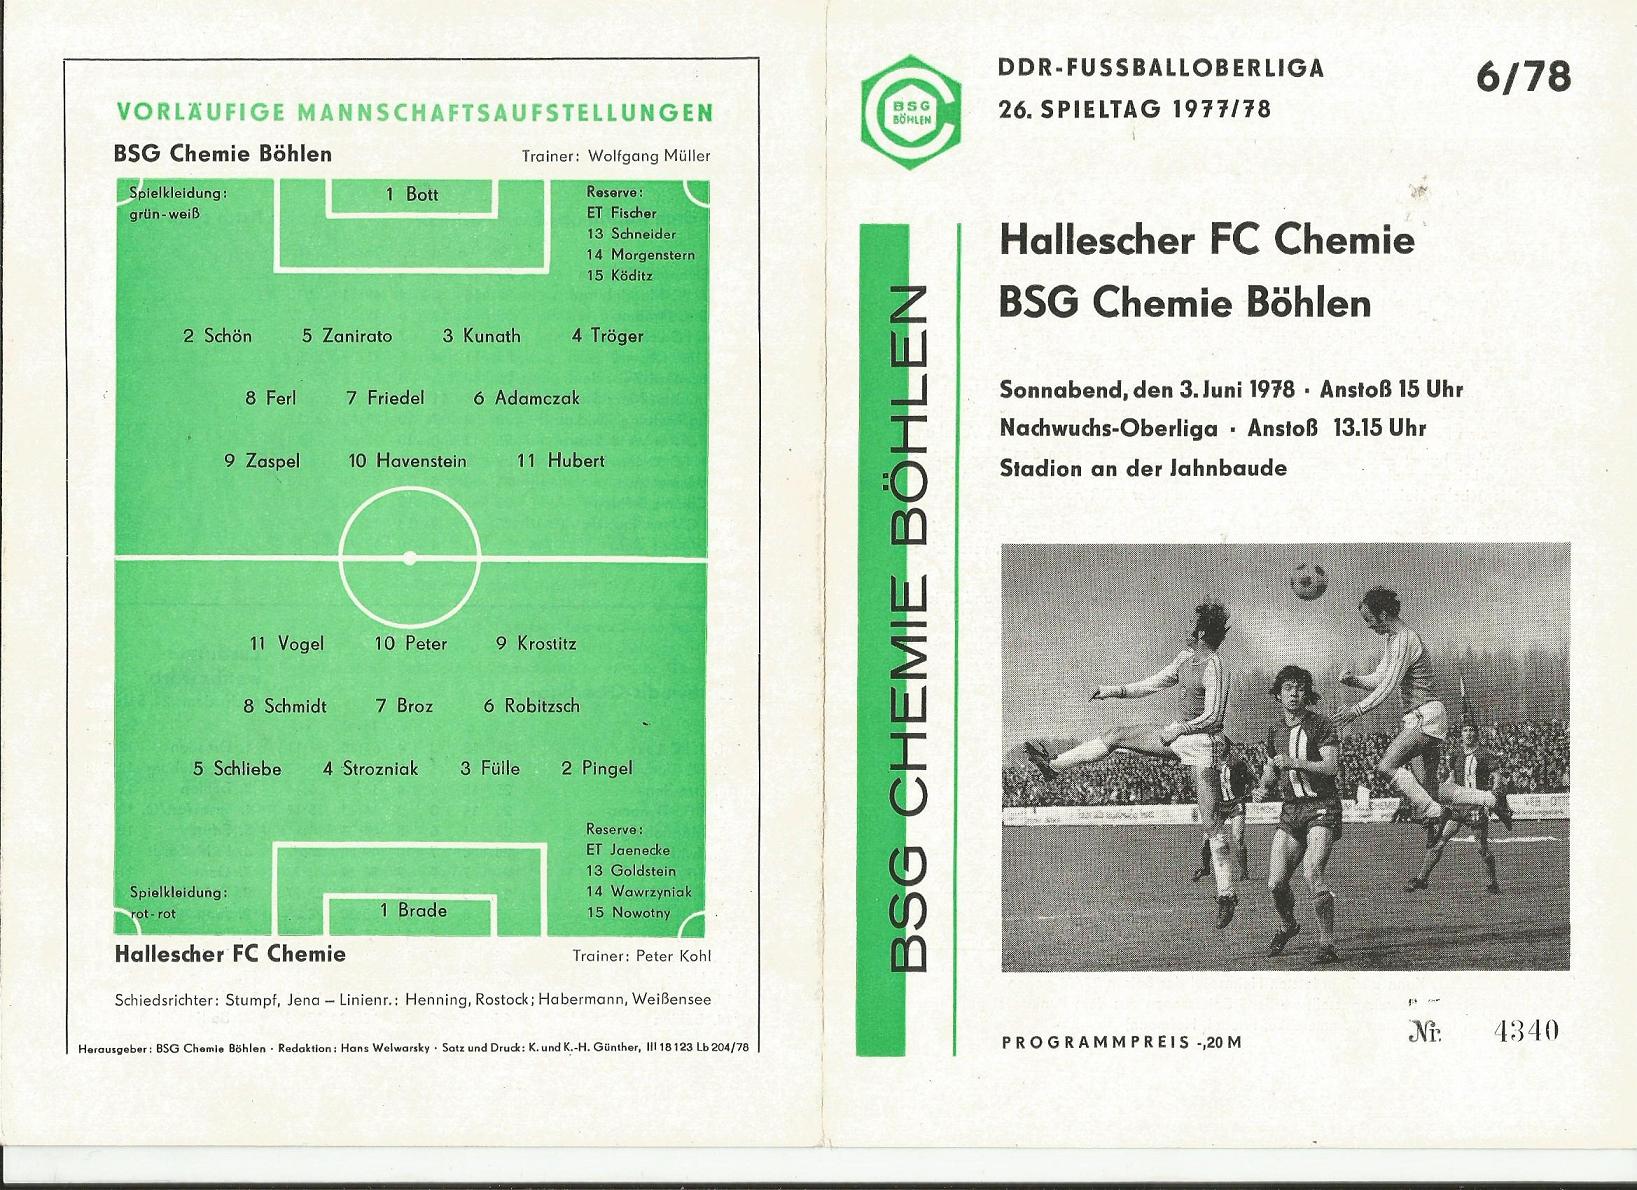 VORLÄUFIGE MANNSCHAFTSAUFSTELLUNGEN
BSG Chemie Böhlen Trainer: Wolfgang Müller
Spielkleidung:
grün-weiß
1 Bott
Reserve:
ET Fischer
13 Schneider
14 Morgenstern
15 Köditz
2 Schön 5 Zanirato 3 Kunath 4 Tröger
8 Ferl 7 Friedel 6 Adamczak
9 Zaspel 10 Havenstein 11 Hubert
11 Vogel 10 Peter 9 Krostitz
8 Schmidt 7 Broz 6 Robitzsch
5 Schliebe 4 Strozniak 3 Fülle 2 Pingel
Reserve:
ET Jaenecke
13 Goldstein
14 Wawrzyniak
15 Nowotny
Spielkleidung:
rot-rot
1 Brade
Hallescher FC Chemie Trainer: Peter Kohl
Schiedsrichter: Stumpf, Jena – Linienr.: Henning, Rostock; Habermann, Weißensee
Herausgeber: BSG Chemie Böhlen · Redaktion: Hans Welwarsky · Satz und Druck: K. und K.-H. Günther, III 18 123 Lb 204/78
BSG
BÖHLEN
DDR-FUSSBALLOBERLIGA
26. SPIELTAG 1977/78
6/78
BSG CHEMIE BÖHLEN
Hallescher FC Chemie
BSG Chemie Böhlen
Sonnabend, den 3. Juni 1978 · Anstoß 15 Uhr
Nachwuchs-Oberliga · Anstoß 13.15 Uhr
Stadion an der Jahnbaude
VEB
PROGRAMMPREIS -,20 M
Nr. 4340